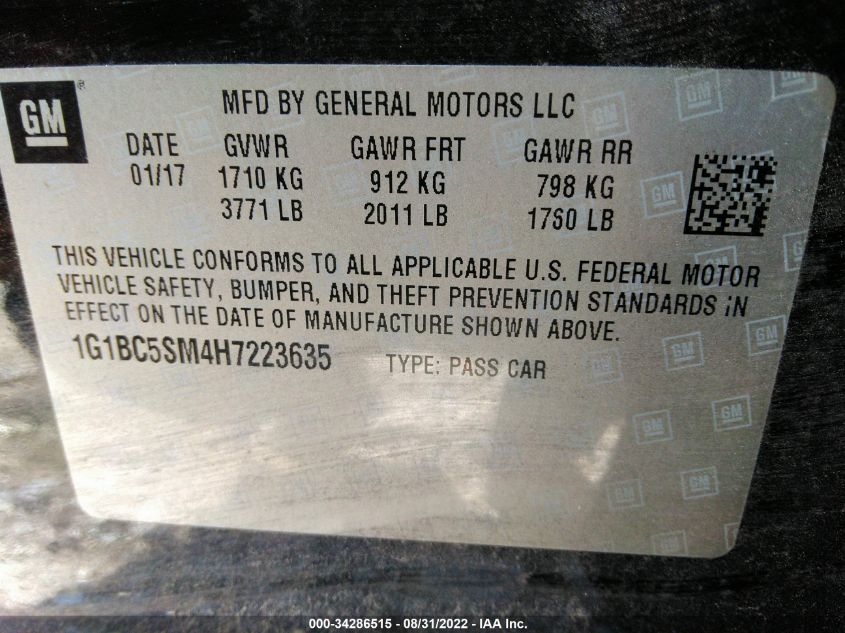 GM
MFD BY GENERAL MOTORS LLC
DATE GVWR GAWR FRT GAWR RR
01/17 1710 KG 912 KG 798 KG
3771 LB 2011 LB 1760 LB
THIS VEHICLE CONFORMS TO ALL APPLICABLE U.S. FEDERAL MOTOR
VEHICLE SAFETY, BUMPER, AND THEFT PREVENTION STANDARDS IN
EFFECT ON THE DATE OF MANUFACTURE SHOWN ABOVE.
1G1BC5SM4H7223635 TYPE: PASS CAR
000-34286515 - 08/31/2022 - IAA Inc.